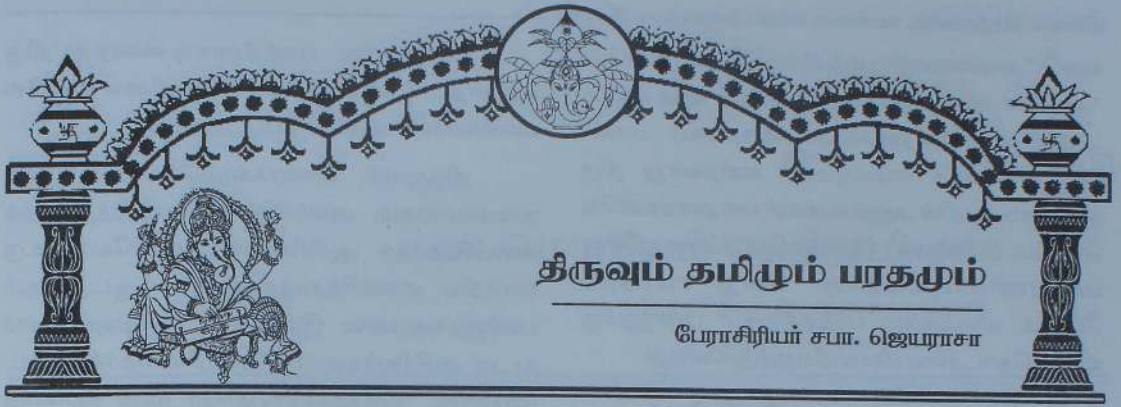 திருவும் தமிழும் பரதமும்
பேராசிரியர் சபா. ஜெயராசா